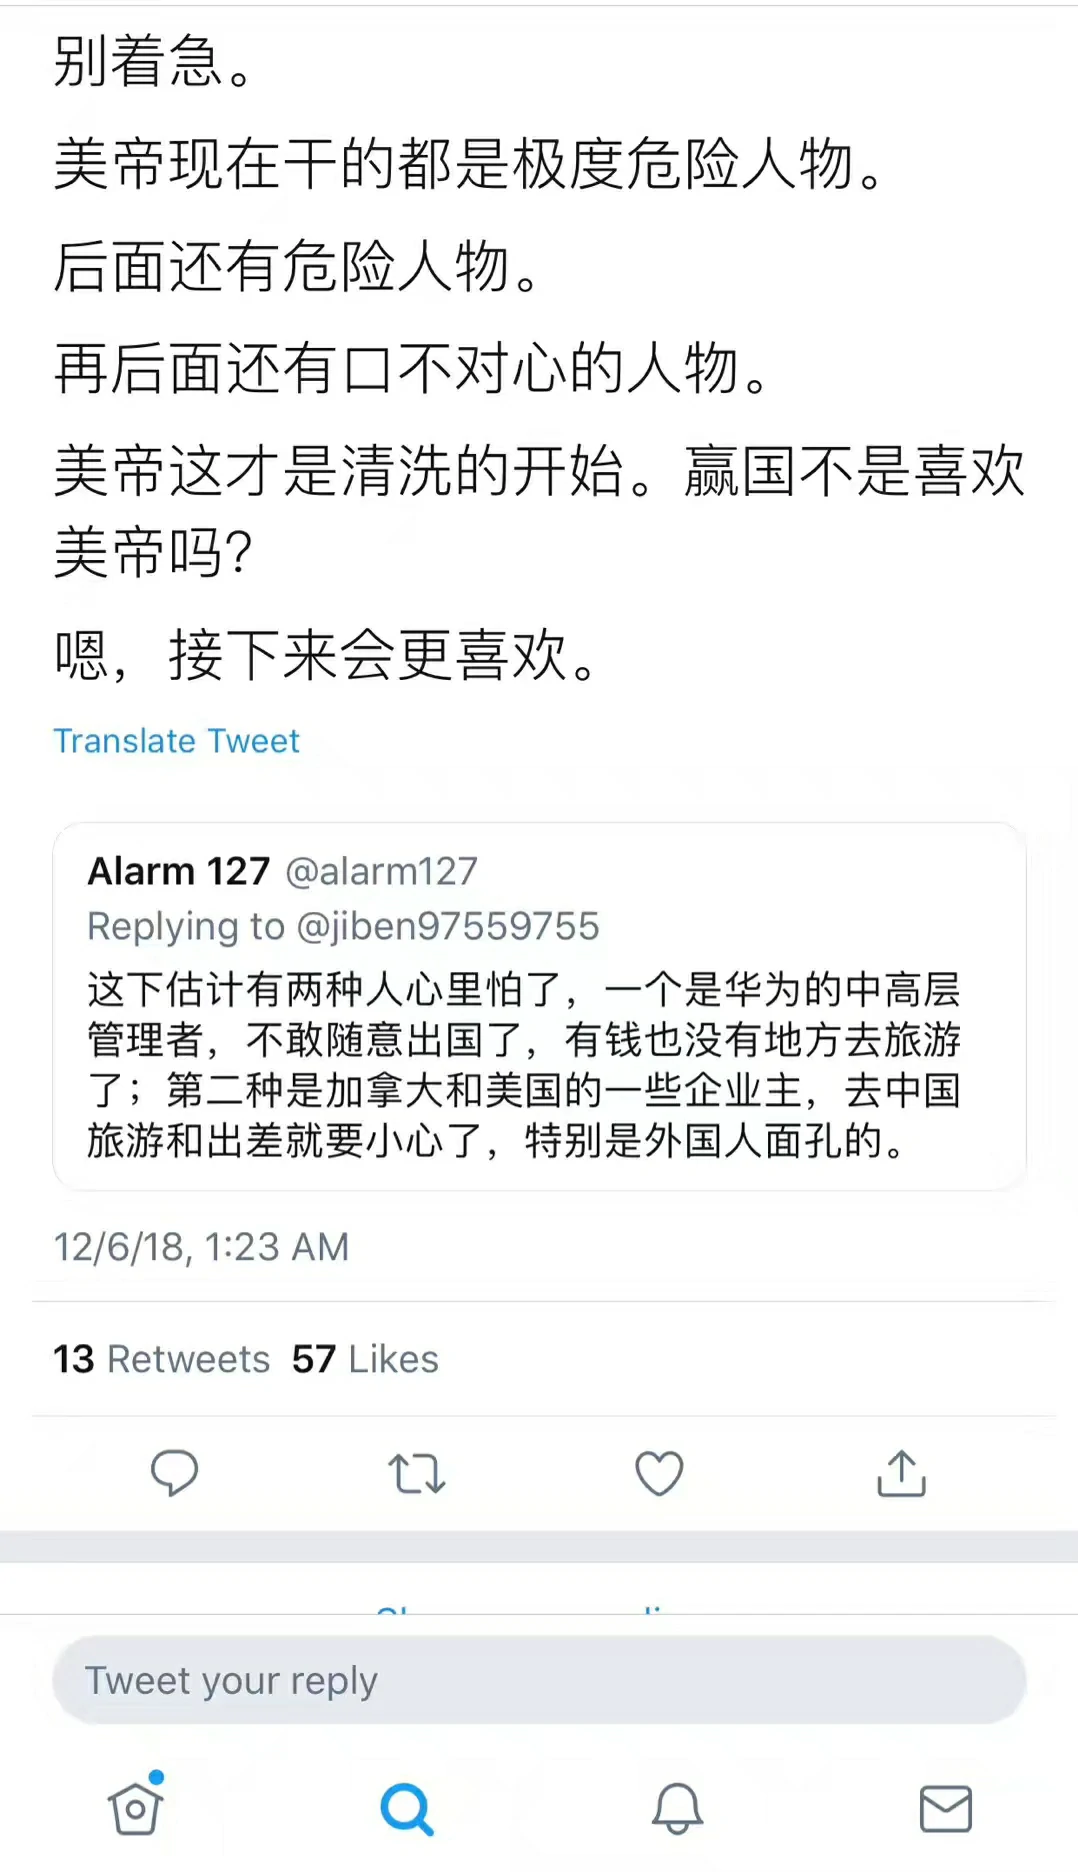 别着急。
美帝现在干的都是极度危险人物。
后面还有危险人物。
再后面还有口不对心的人物。
美帝这才是清洗的开始。赢国不是喜欢
美帝吗？
嗯，接下来会更喜欢。
Translate Tweet
Alarm 127 @alarm127
Replying to @jiben97559755
这下估计有两种人心里怕了，一个是华为的中高层
管理者，不敢随意出国了，有钱也没有地方去旅游
了；第二种是加拿大和美国的一些企业主，去中国
旅游和出差就要小心了，特别是外国人面孔的。
12/6/18, 1:23 AM
13 Retweets 57 Likes
Tweet your reply